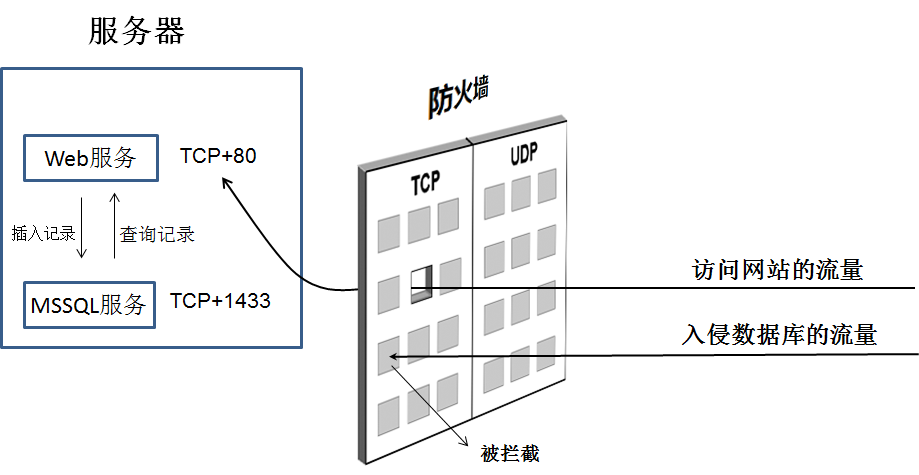 服务器
防火墙
Web服务
TCP+80
TCP
UDP
插入记录
查询记录
访问网站的流量
MSSQL服务
TCP+1433
入侵数据库的流量
被拦截